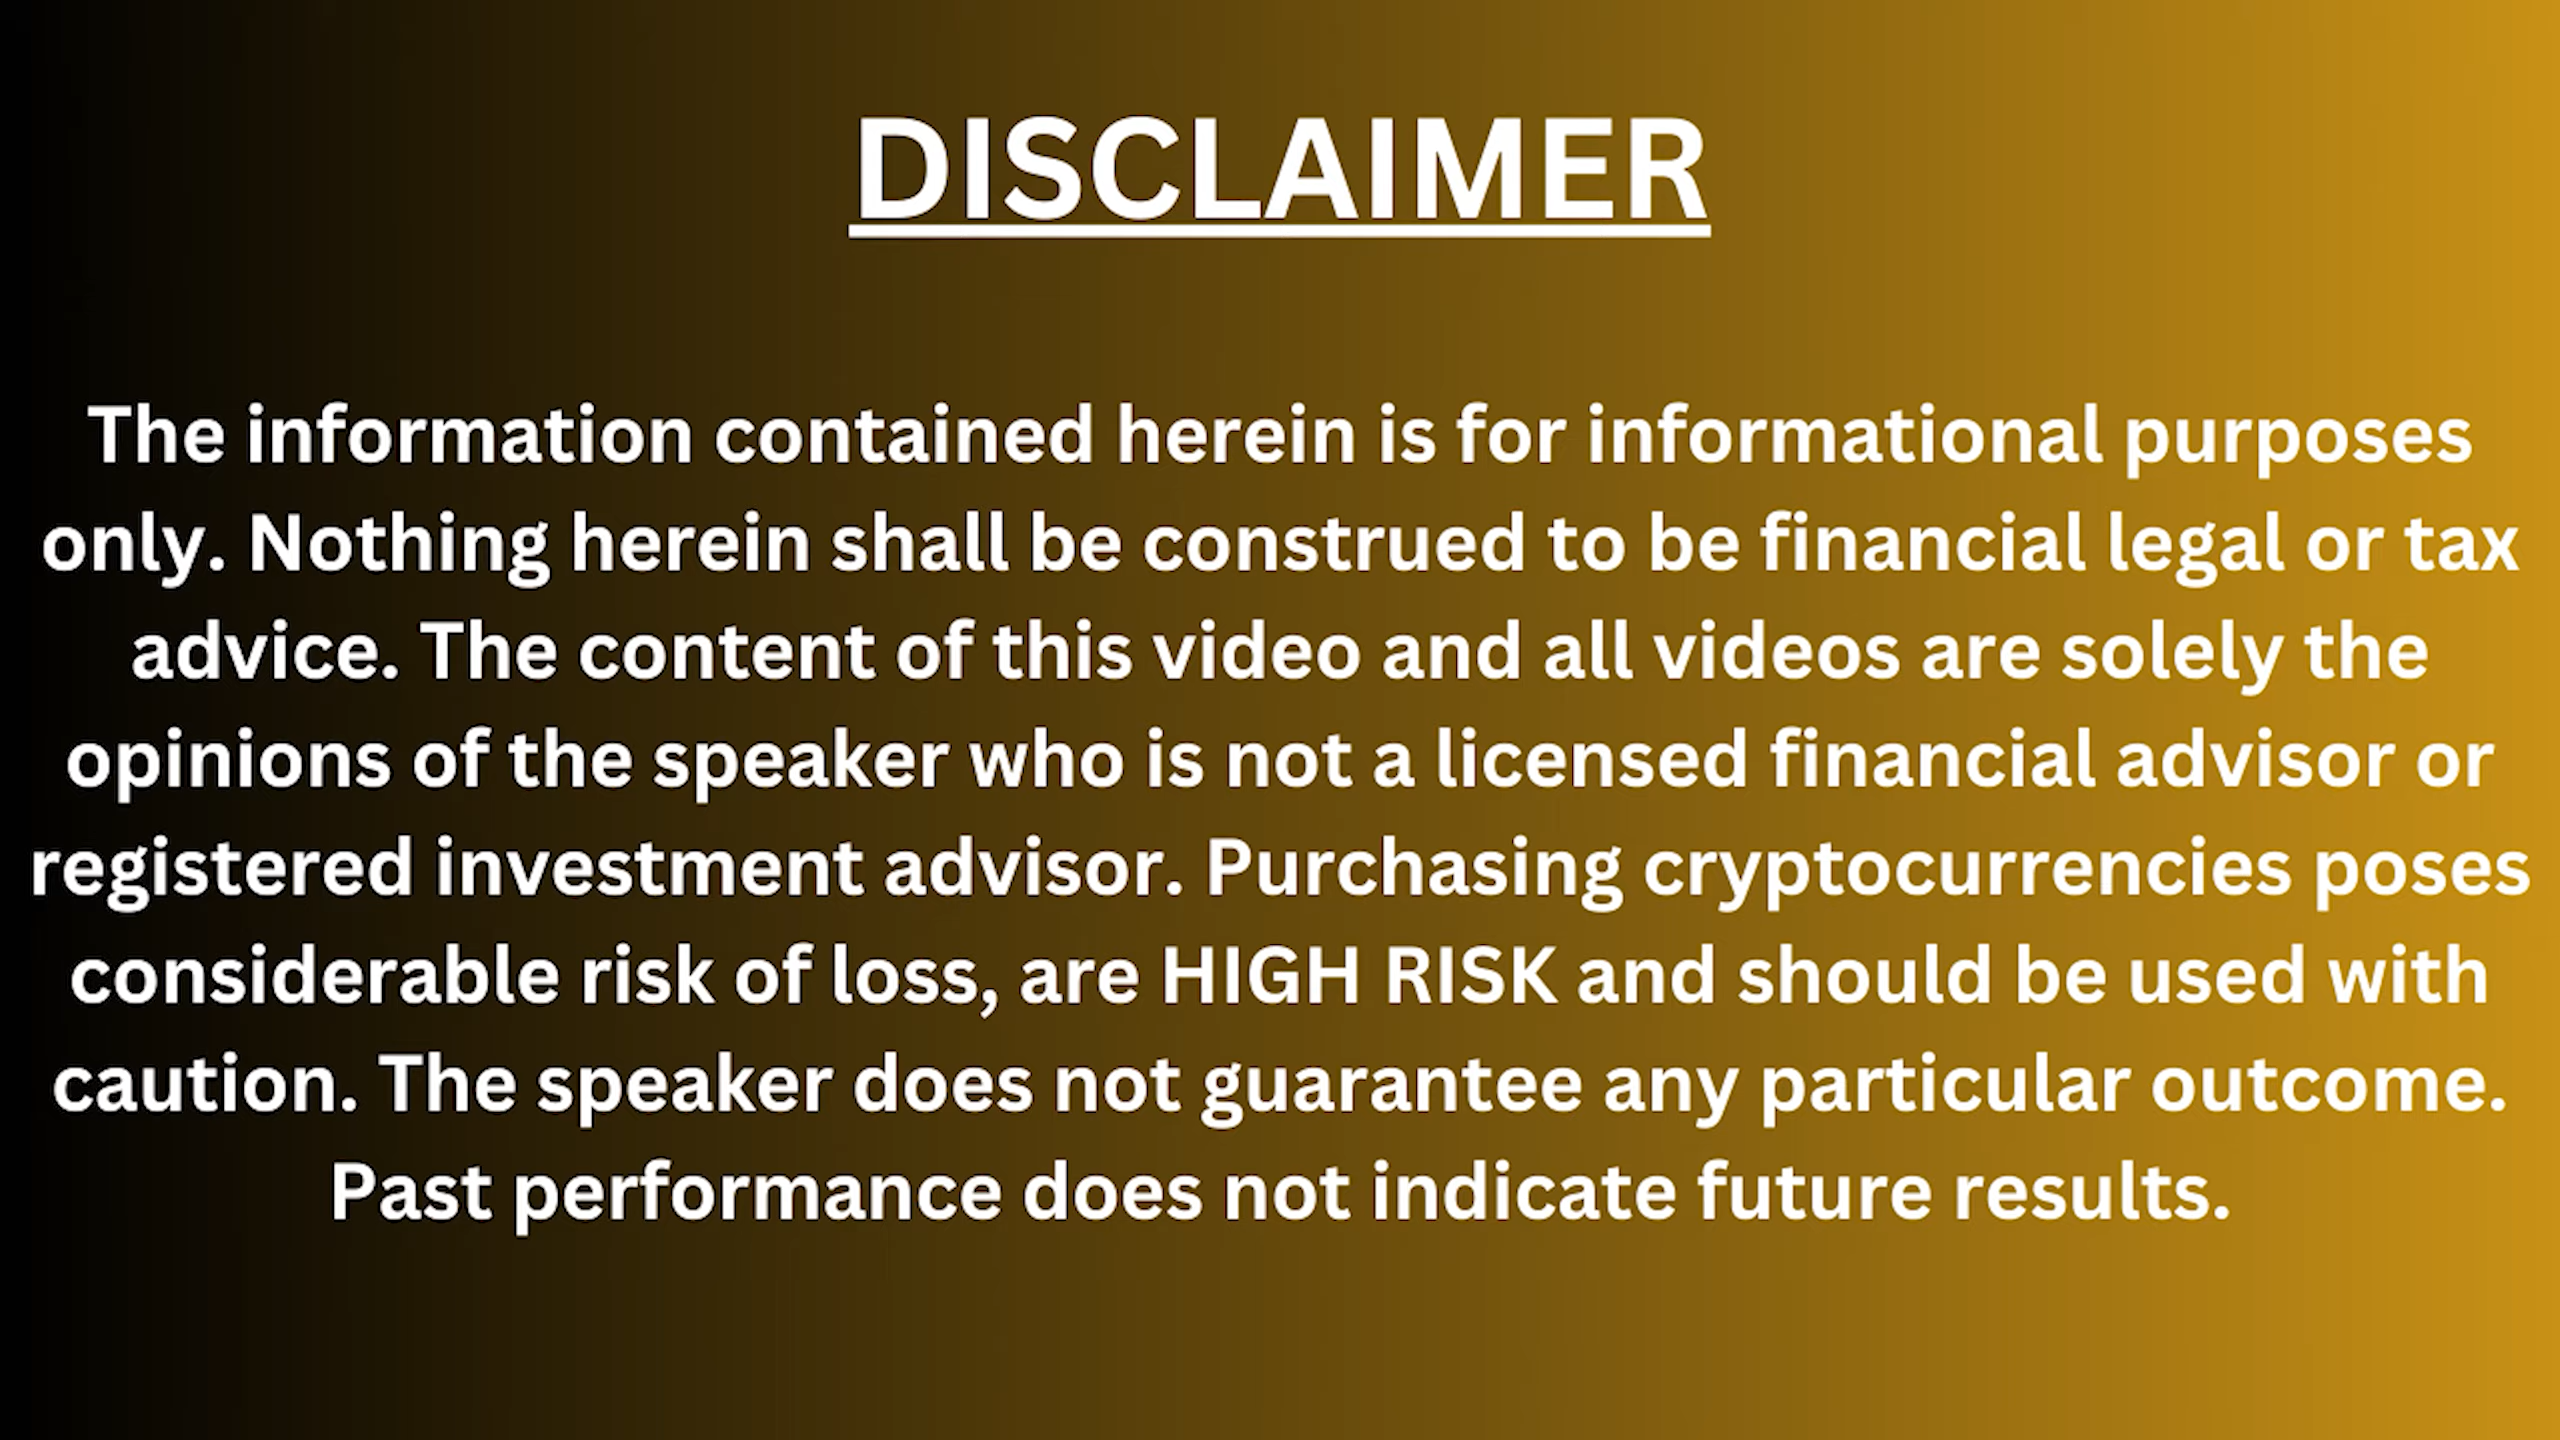 DISCLAIMER
The information contained herein is for informational purposes
only. Nothing herein shall be construed to be financial legal or tax
advice. The content of this video and all videos are solely the
opinions of the speaker who is not a licensed financial advisor or
registered investment advisor. Purchasing cryptocurrencies poses
considerable risk of loss, are HIGH RISK and should be used with
caution. The speaker does not guarantee any particular outcome.
Past performance does not indicate future results.